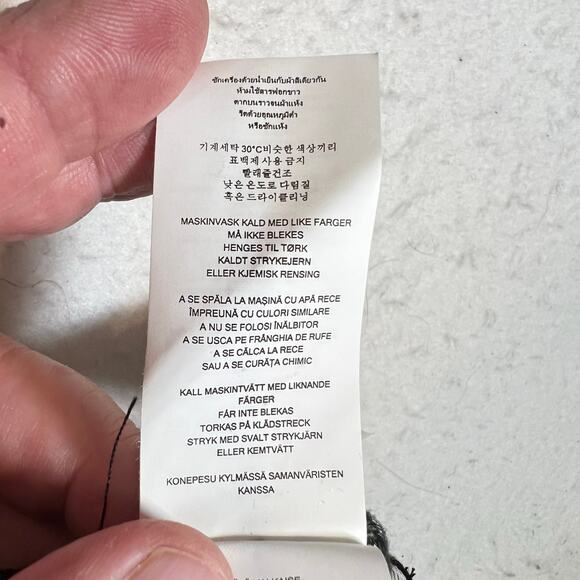 ซักเครื่องด้วยน้ำเย็นกับผ้าสีเดียวกัน
ห้ามใช้สารฟอกขาว
ตากบนราวจนผ้าแห้ง
รีดด้วยอุณหภูมิต่ำ
หรือซักแห้ง
기계세탁 30°C비슷한 색상끼리
표백제 사용 금지
빨래줄건조
낮은 온도로 다림질
혹은 드라이클리닝
MASKINVASK KALD MED LIKE FARGER
MÅ IKKE BLEKES
HENGES TIL TØRK
KALDT STRYKEJERN
ELLER KJEMISK RENSING
A SE SPĂLA LA MAȘINĂ CU APĂ RECE
ÎMPREUNĂ CU CULORI SIMILARE
A NU SE FOLOSI ÎNĂLBITOR
A SE USCA PE FRÂNGHIA DE RUFE
A SE CĂLCA LA RECE
SAU A SE CURĂȚA CHIMIC
KALL MASKINTVÄTT MED LIKNANDE
FÄRGER
FÅR INTE BLEKAS
TORKAS PÅ KLÄDSTRECK
STRYK MED SVALT STRYKJÄRN
ELLER KEMTVÄTT
KONEPESU KYLMÄSSÄ SAMANVÄRISTEN
KANSSA